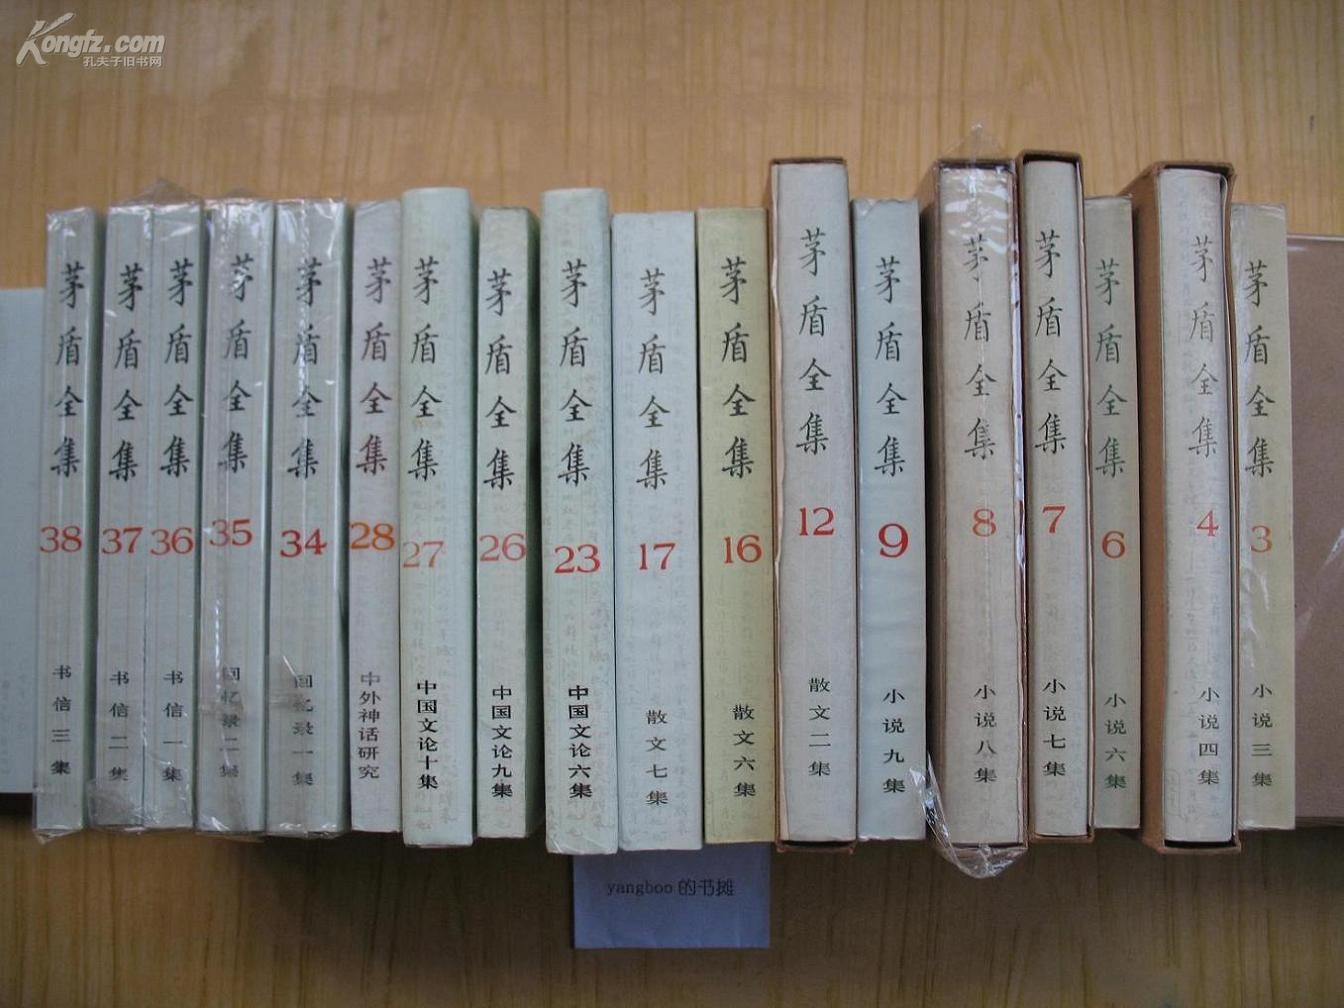 Kongfz.com
孔夫子旧书网
茅盾全集
38
书信三集
茅盾全集
37
书信二集
茅盾全集
36
书信一集
茅盾全集
35
回忆录二集
茅盾全集
34
回忆录一集
茅盾全集
28
中外神话研究
茅盾全集
27
中国文论十集
茅盾全集
26
中国文论九集
茅盾全集
23
中国文论六集
茅盾全集
17
散文七集
茅盾全集
16
散文六集
茅盾全集
12
散文二集
茅盾全集
9
小说九集
茅盾全集
8
小说八集
茅盾全集
7
小说七集
茅盾全集
6
小说六集
茅盾全集
4
小说四集
茅盾全集
3
小说三集
yangboo的书摊